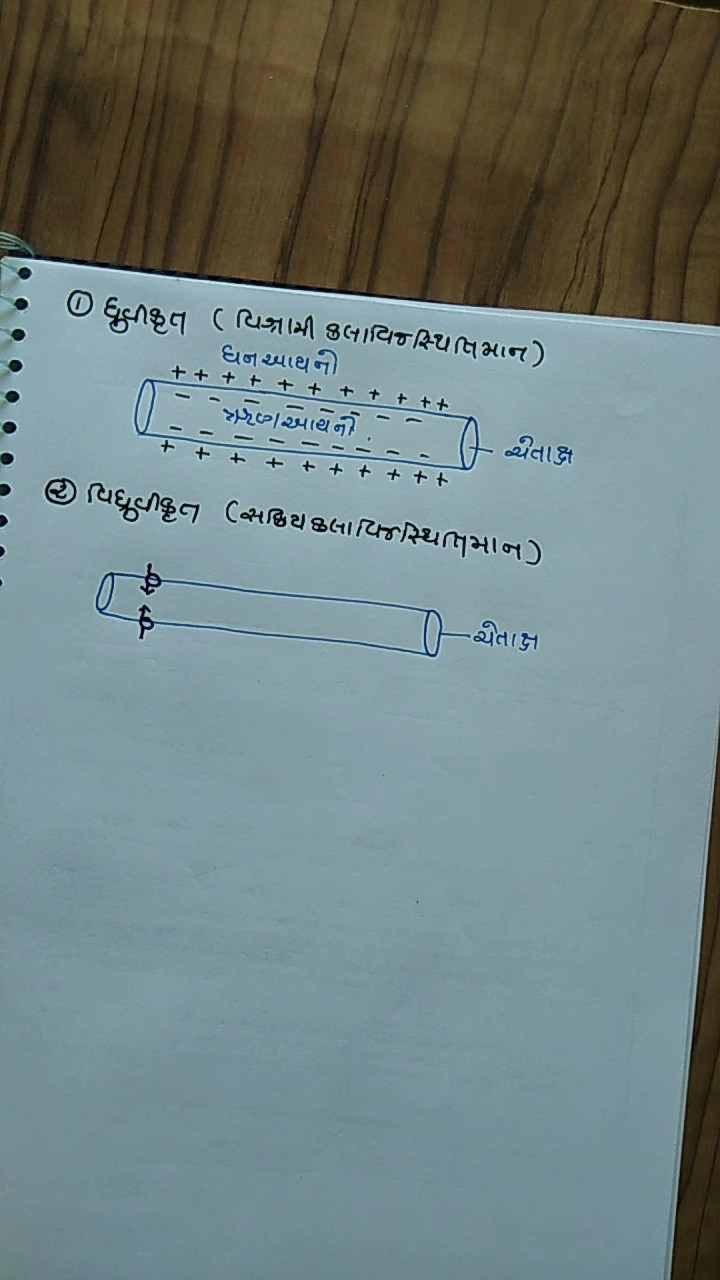 ① ધ્રુવીકૃત ( વિશ્રામી કલાવિજસ્થિતિમાન )
ધનઆયનો
+ + + + + + + + + + +
− − − − − − − − −
ઋણઆયનો
− − − − − − − − −
+ + + + + + + + + + +
ચેતાક્ષ
② વિધ્રુવીકૃત (સક્રિયકલાવિજસ્થિતિમાન)
ચેતાક્ષ